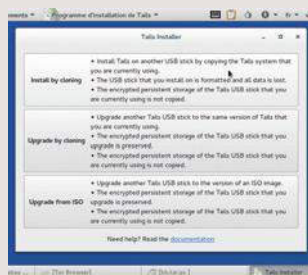 Programme d'installation de Tails
Tails Installer
Install by cloning
• Install Tails on another USB stick by copying the Tails system that
you are currently using.
• The USB stick that you install on is formatted and all data is lost.
• The encrypted persistent storage of the Tails USB stick that you
are currently using is not copied.
Upgrade by cloning
• Upgrade another Tails USB stick to the same version of Tails that
you are currently using.
• The encrypted persistent storage of the Tails USB stick that you
upgrade is preserved.
• The encrypted persistent storage of the Tails USB stick that you
are currently using is not copied.
Upgrade from ISO
• Upgrade another Tails USB stick to the version of an ISO image.
• The encrypted persistent storage of the Tails USB stick that you
upgrade is preserved.
• The encrypted persistent storage of the Tails USB stick that you
are currently using is not copied.
Need help? Read the documentation
Tails Installer